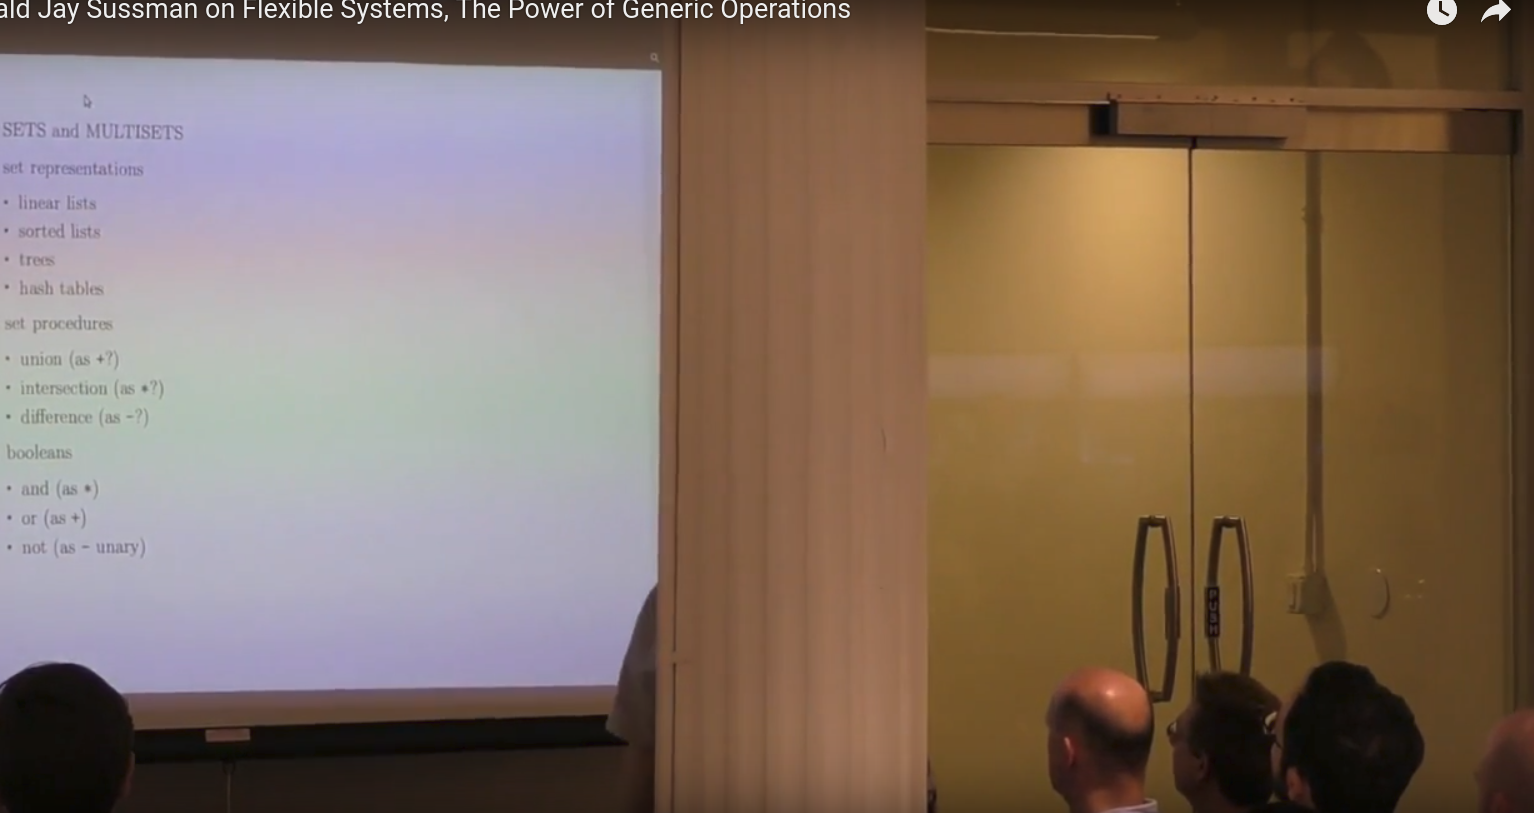 ald Jay Sussman on Flexible Systems, The Power of Generic Operations
SETS and MULTISETS
set representations
• linear lists
• sorted lists
• trees
• hash tables
set procedures
• union (as +?)
• intersection (as *?)
• difference (as -?)
booleans
• and (as *)
• or (as +)
• not (as - unary)
PUSH